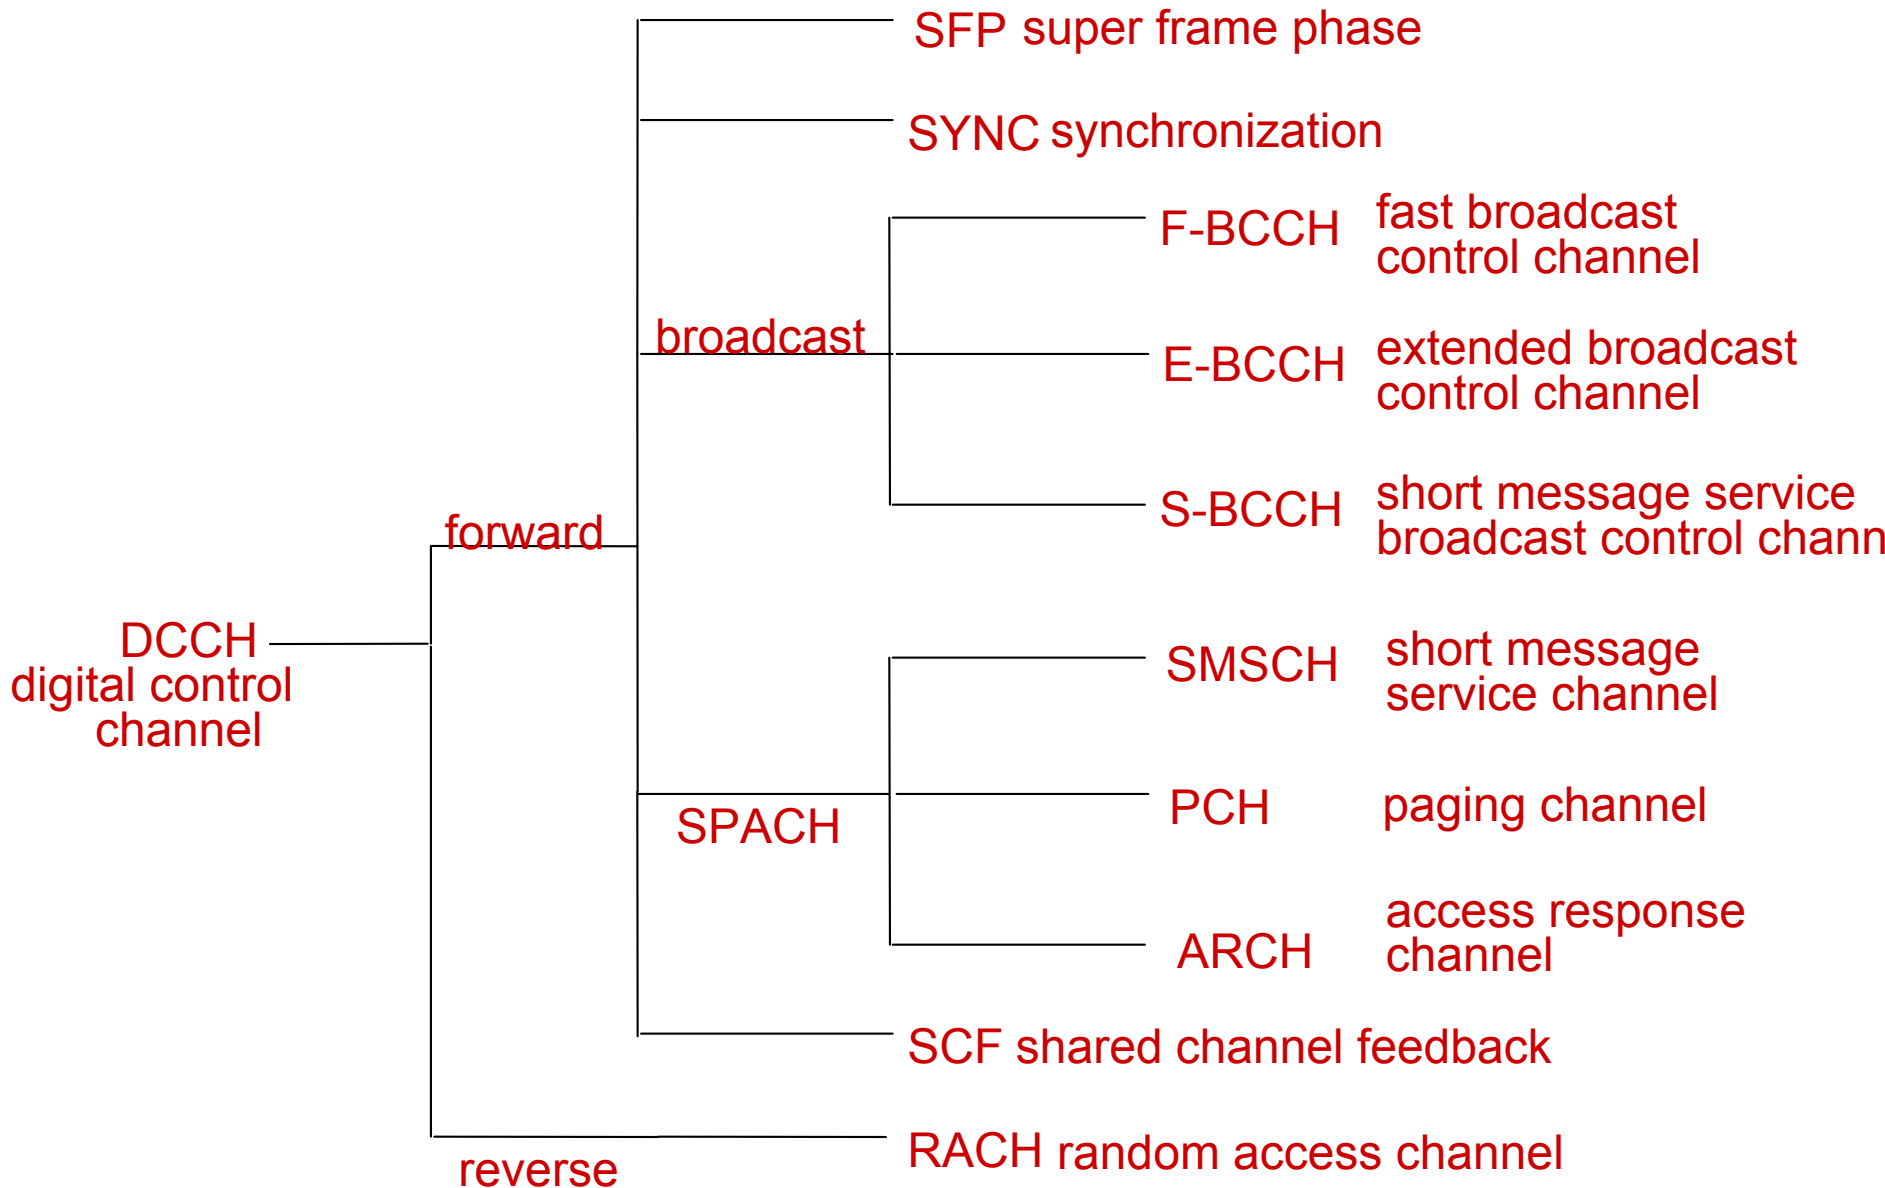 SFP super frame phase
SYNC synchronization
F-BCCH fast broadcast
control channel
broadcast
E-BCCH extended broadcast
control channel
S-BCCH short message service
broadcast control chann
forward
DCCH
digital control
channel
SMSCH short message
service channel
SPACH
PCH paging channel
ARCH access response
channel
SCF shared channel feedback
RACH random access channel
reverse